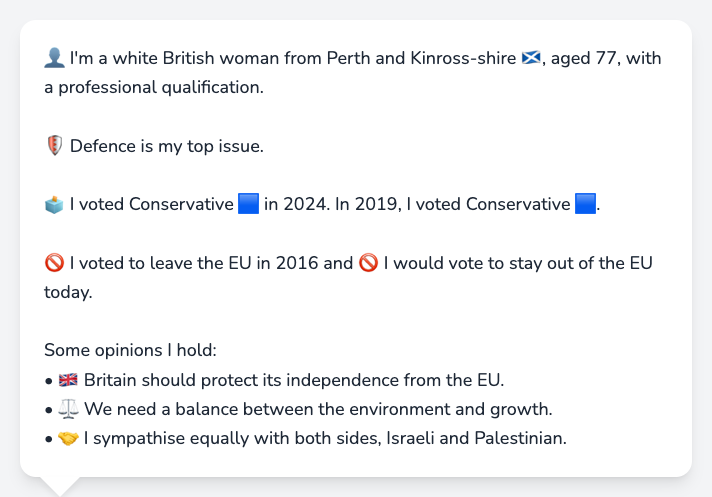 👤 I'm a white British woman from Perth and Kinross-shire 🏴󠁧󠁢󠁳󠁣󠁴󠁿, aged 77, with
a professional qualification.
🛡️ Defence is my top issue.
🗳️ I voted Conservative 🟦 in 2024. In 2019, I voted Conservative 🟦.
🚫 I voted to leave the EU in 2016 and 🚫 I would vote to stay out of the EU
today.
Some opinions I hold:
• 🇬🇧 Britain should protect its independence from the EU.
• ⚖️ We need a balance between the environment and growth.
• 🤝 I sympathise equally with both sides, Israeli and Palestinian.